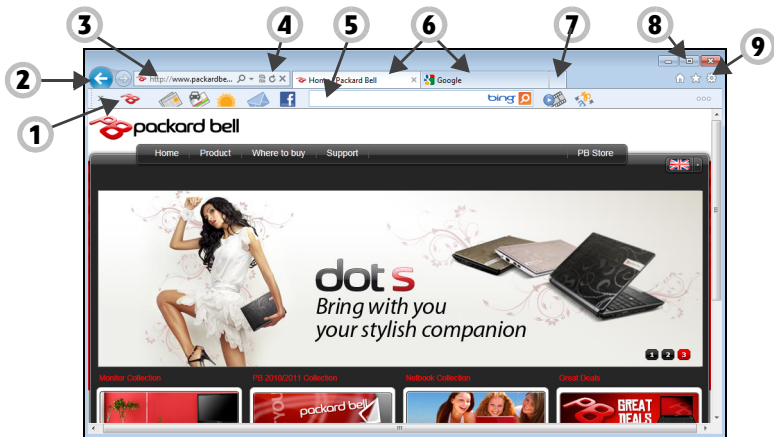 3
4
5
6
7
8
9
2
1
http://www.packardbe...
Home - Packard Bell
Google
bing
packard bell
Home
Product
Where to buy
Support
PB Store
dot s
Bring with you
your stylish companion
1 2 3
Monitor Collection
PB 2010/2011 Collection
Netbook Collection
Great Deals
packard bell
GREAT
DEALS